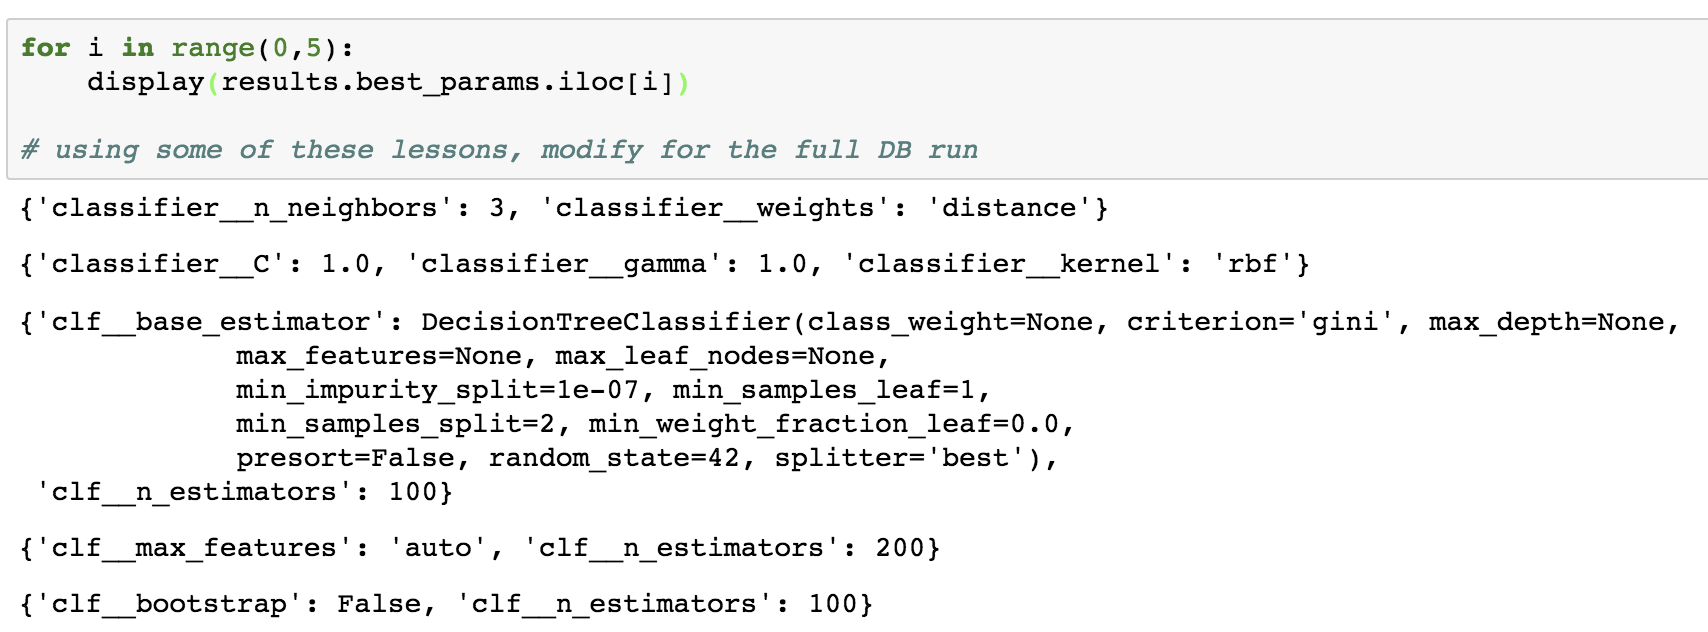 for i in range(0,5):
    display(results.best_params.iloc[i])
# using some of these lessons, modify for the full DB run
{'classifier__n_neighbors': 3, 'classifier__weights': 'distance'}
{'classifier__C': 1.0, 'classifier__gamma': 1.0, 'classifier__kernel': 'rbf'}
{'clf__base_estimator': DecisionTreeClassifier(class_weight=None, criterion='gini', max_depth=None,
             max_features=None, max_leaf_nodes=None,
             min_impurity_split=1e-07, min_samples_leaf=1,
             min_samples_split=2, min_weight_fraction_leaf=0.0,
             presort=False, random_state=42, splitter='best'),
 'clf__n_estimators': 100}
{'clf__max_features': 'auto', 'clf__n_estimators': 200}
{'clf__bootstrap': False, 'clf__n_estimators': 100}